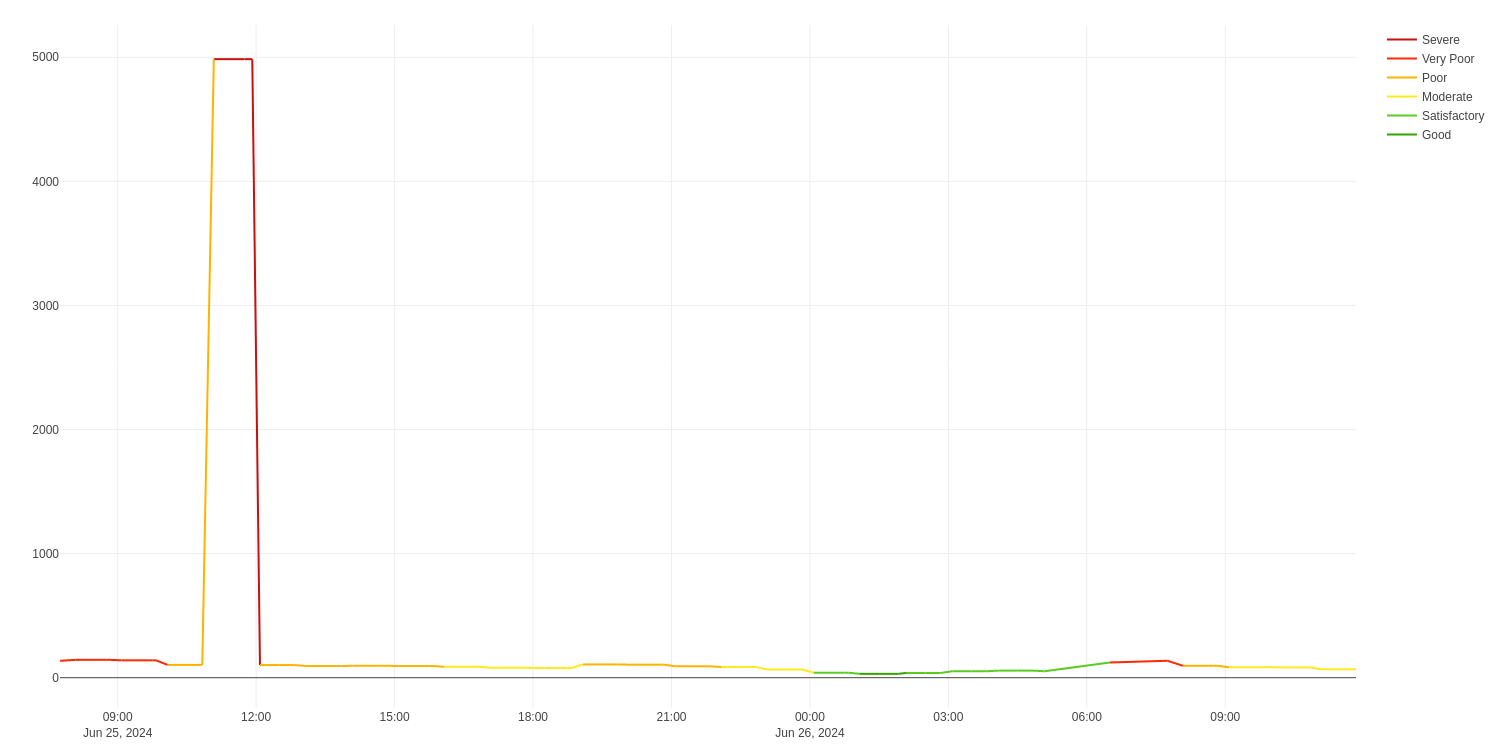 5000
4000
3000
2000
1000
0
09:00
Jun 25, 2024
12:00
15:00
18:00
21:00
00:00
Jun 26, 2024
03:00
06:00
09:00
Severe
Very Poor
Poor
Moderate
Satisfactory
Good